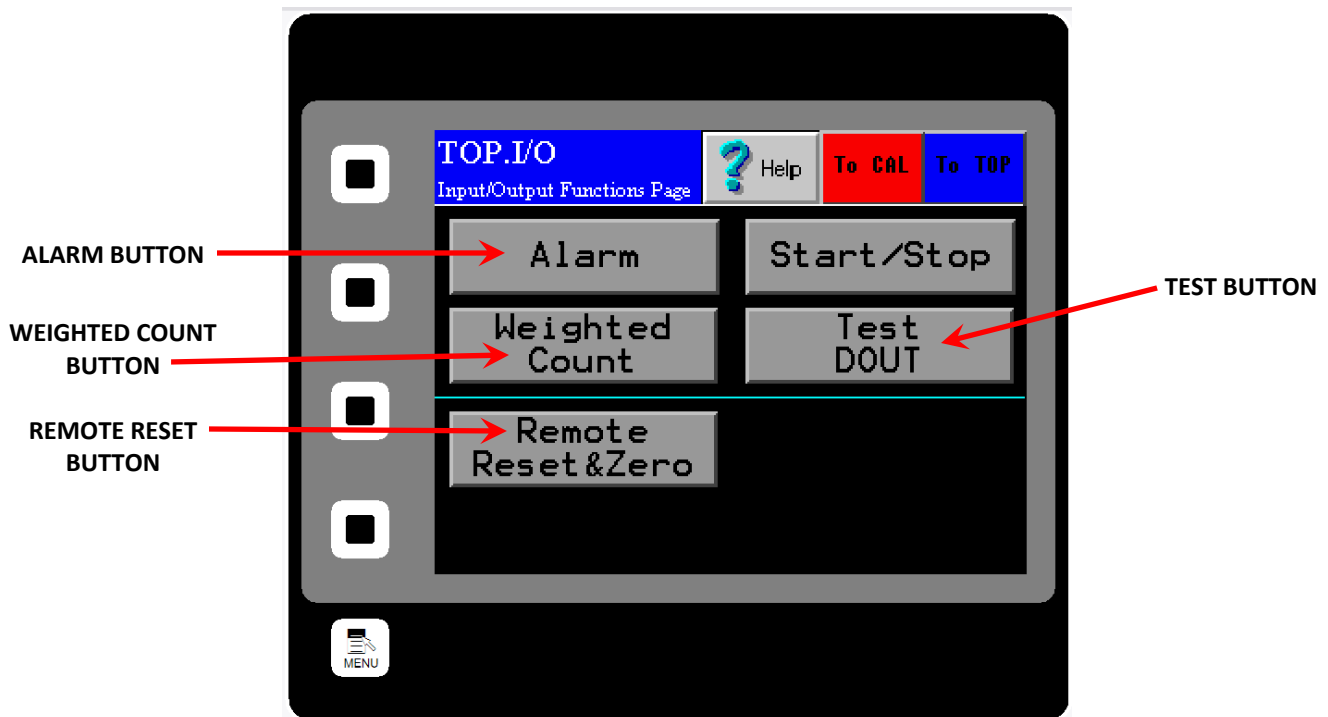 TOP.I/O
Input/Output Functions Page
? Help
To CAL
To TOP
ALARM BUTTON
Alarm
Start/Stop
TEST BUTTON
WEIGHTED COUNT
BUTTON
Weighted
Count
Test
DOUT
REMOTE RESET
BUTTON
Remote
Reset&Zero
MENU